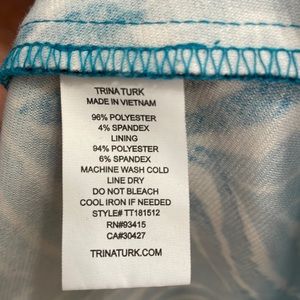 TRINA TURK
MADE IN VIETNAM
96% POLYESTER
4% SPANDEX
LINING
94% POLYESTER
6% SPANDEX
MACHINE WASH COLD
LINE DRY
DO NOT BLEACH
COOL IRON IF NEEDED
STYLE# TT181512
RN#93415
CA#30427
TRINATURK.COM